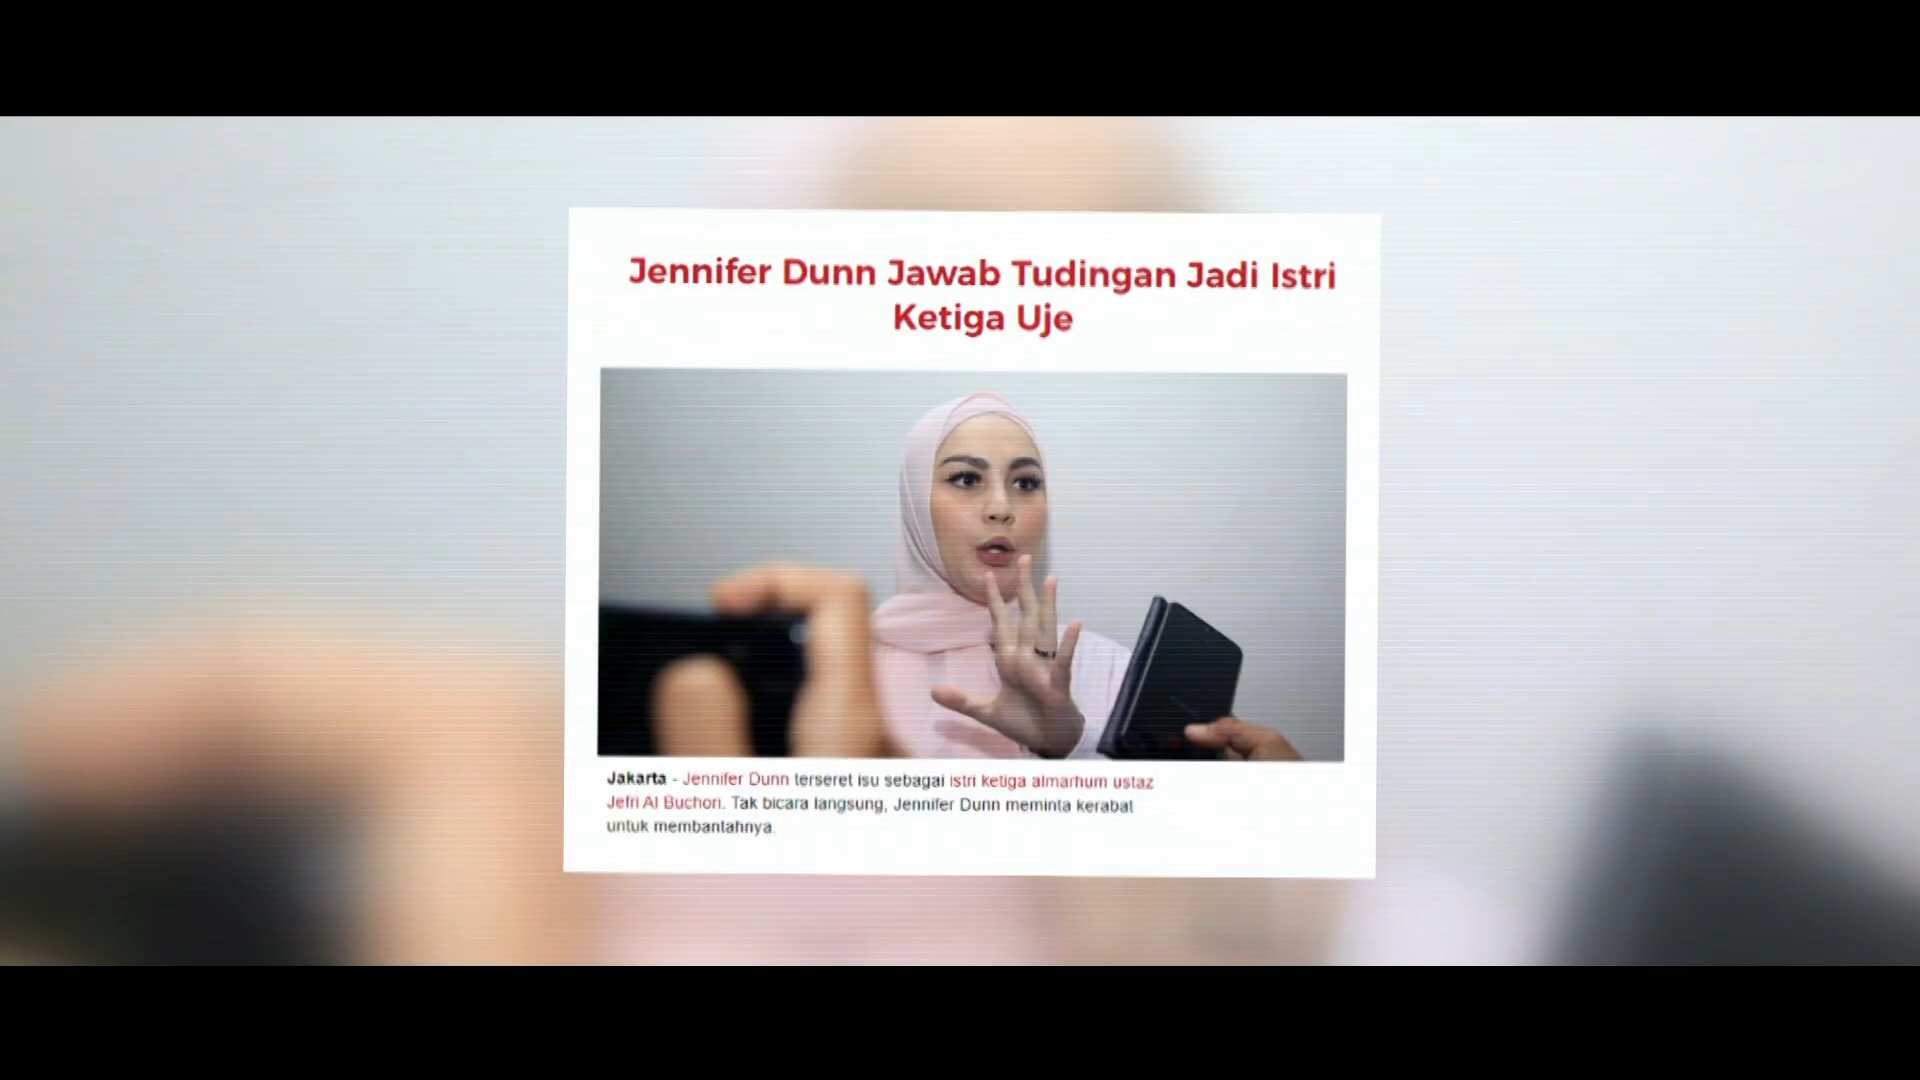 Jennifer Dunn Jawab Tudingan Jadi Istri
Ketiga Uje
Jakarta - Jennifer Dunn terseret isu sebagai istri ketiga almarhum ustaz
Jefri Al Buchori. Tak bicara langsung, Jennifer Dunn meminta kerabat
untuk membantahnya.